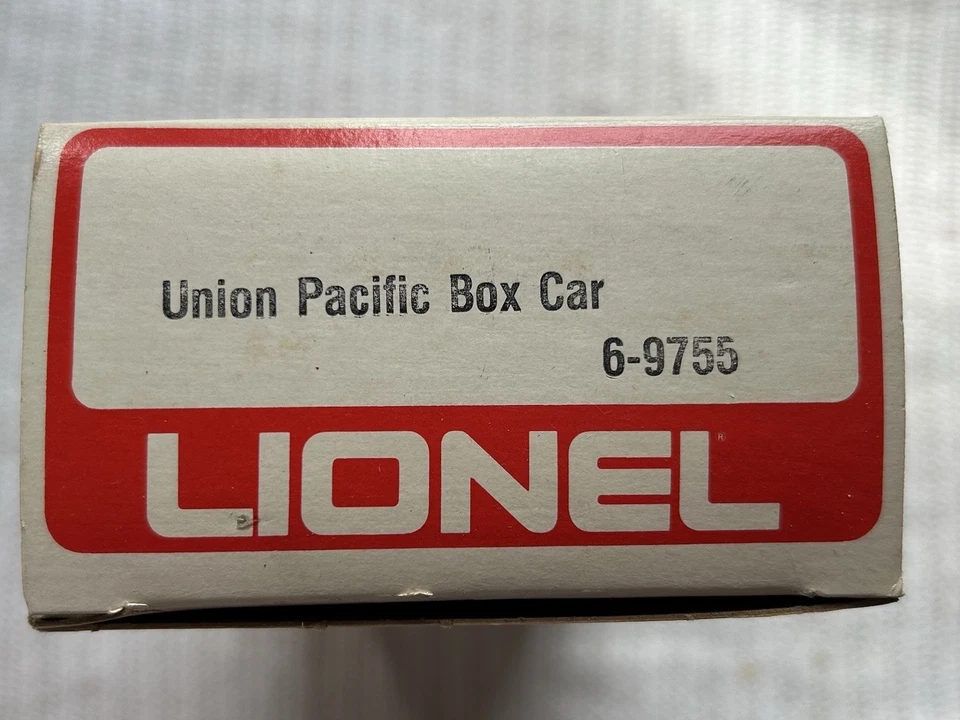 Union Pacific Box Car
6-9755
LIONEL®